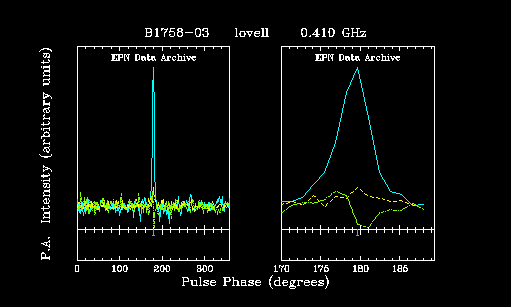 B1758-03 lovell 0.410 GHz
EPN Data Archive EPN Data Archive
P.A. Intensity (arbitrary units)
0 100 200 300 170 175 180 185
Pulse Phase (degrees)